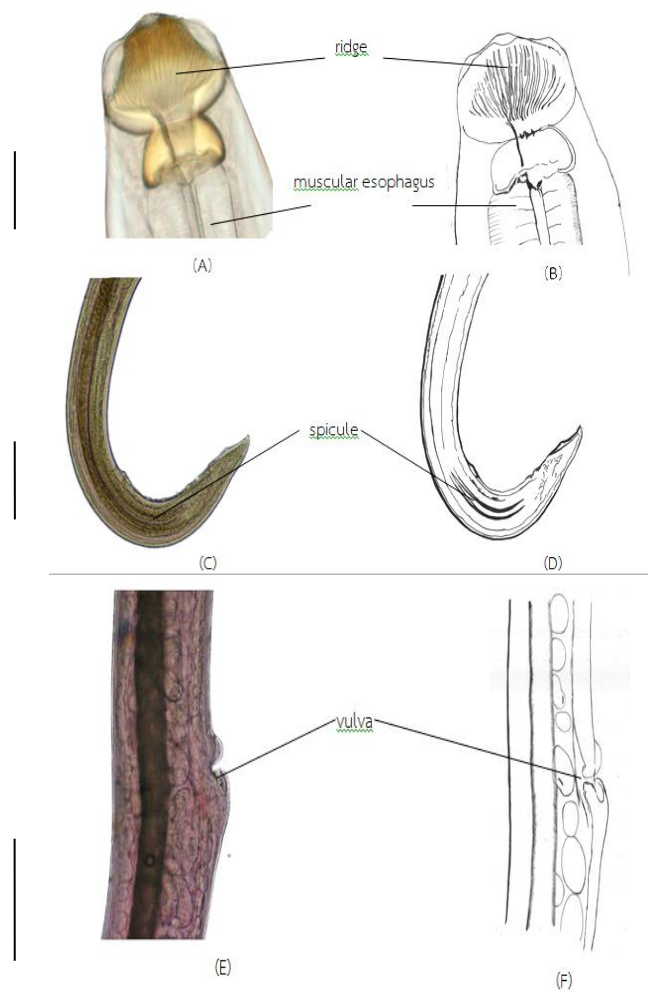 ridge
muscular esophagus
(A)
(B)
spicule
(C)
(D)
vulva
(E)
(F)